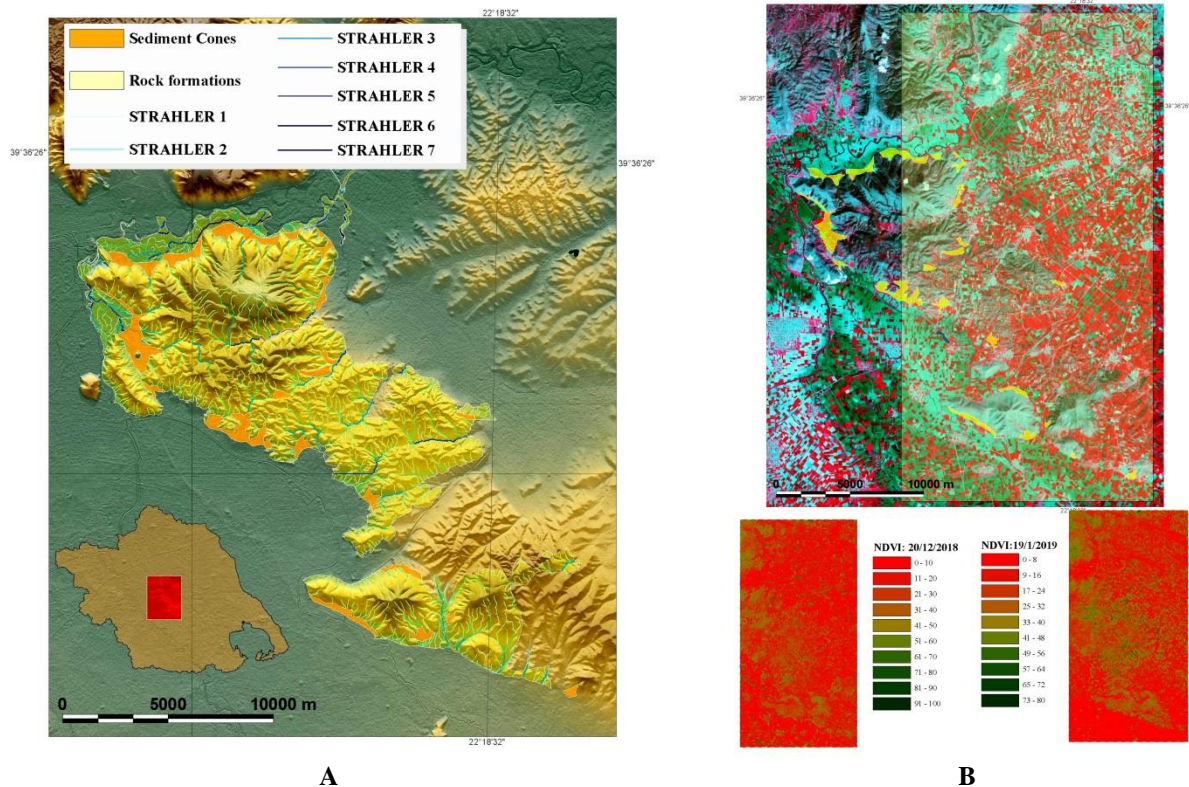 22°18'32"
Sediment Cones
Rock formations
STRAHLER 1
STRAHLER 2
STRAHLER 3
STRAHLER 4
STRAHLER 5
STRAHLER 6
STRAHLER 7
39°36'26"
39°36'26"
0 5000 10000 m
22°18'32"
A
22°18'32"
39°36'26"
39°36'26"
0 5000 10000 m
NDVI: 20/12/2018
0 - 10
11 - 20
21 - 30
31 - 40
41 - 50
51 - 60
61 - 70
71 - 80
81 - 90
91 - 100
NDVI:19/1/2019
0 - 8
9 - 16
17 - 24
25 - 32
33 - 40
41 - 48
49 - 56
57 - 64
65 - 72
73 - 80
B